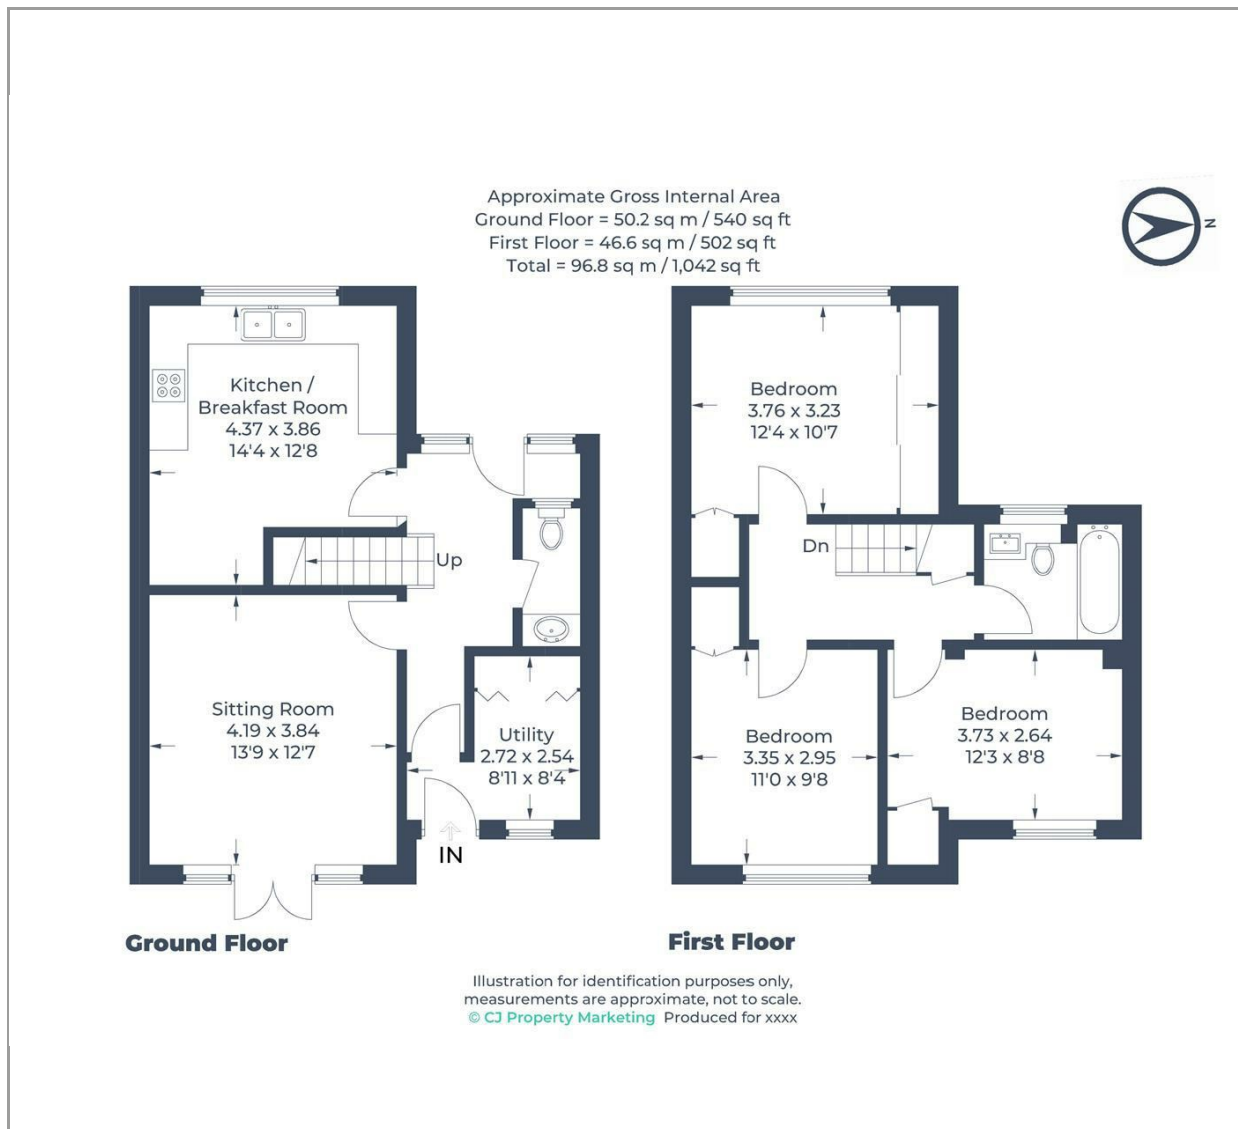 Approximate Gross Internal Area
Ground Floor = 50.2 sq m / 540 sq ft
First Floor = 46.6 sq m / 502 sq ft
Total = 96.8 sq m / 1,042 sq ft
N
Kitchen /
Breakfast Room
4.37 x 3.86
14'4 x 12'8
Up
Sitting Room
4.19 x 3.84
13'9 x 12'7
Utility
2.72 x 2.54
8'11 x 8'4
IN
Ground Floor
Bedroom
3.76 x 3.23
12'4 x 10'7
Dn
Bedroom
3.35 x 2.95
11'0 x 9'8
Bedroom
3.73 x 2.64
12'3 x 8'8
First Floor
Illustration for identification purposes only,
measurements are approximate, not to scale.
© CJ Property Marketing Produced for xxxx